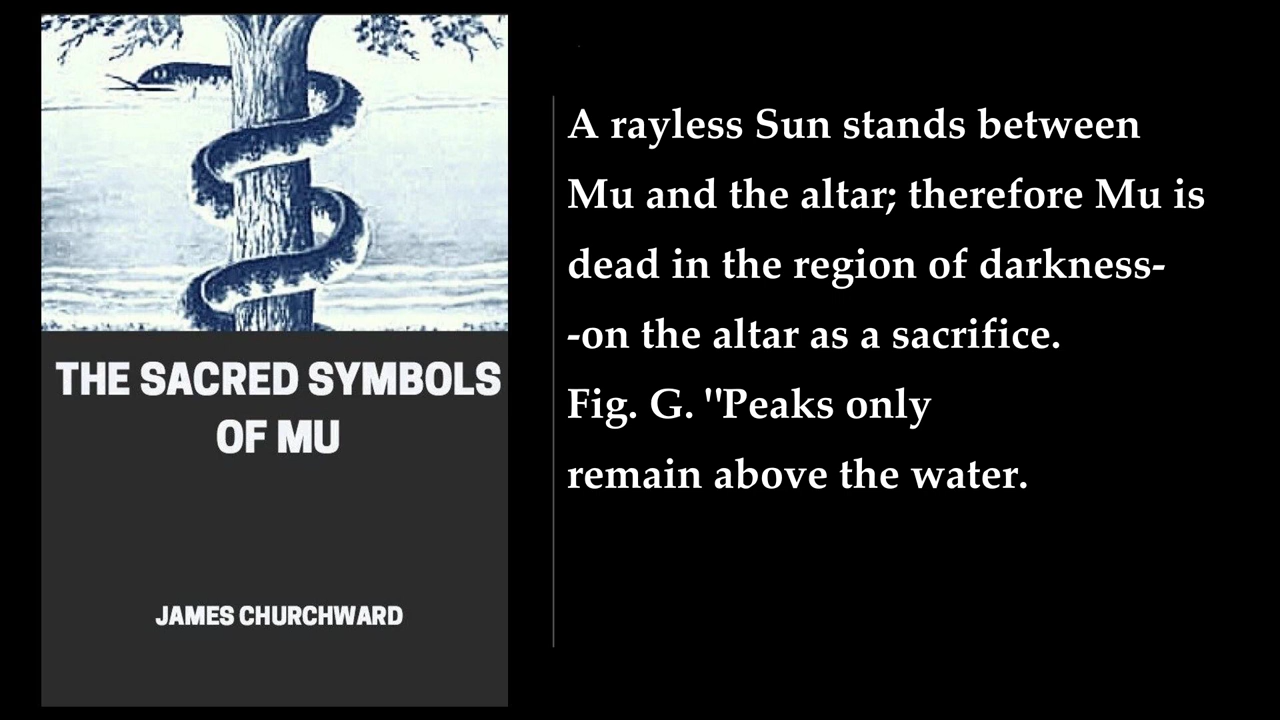 THE SACRED SYMBOLS
OF MU
JAMES CHURCHWARD
A rayless Sun stands between
Mu and the altar; therefore Mu is
dead in the region of darkness-
-on the altar as a sacrifice.
Fig. G. "Peaks only
remain above the water.